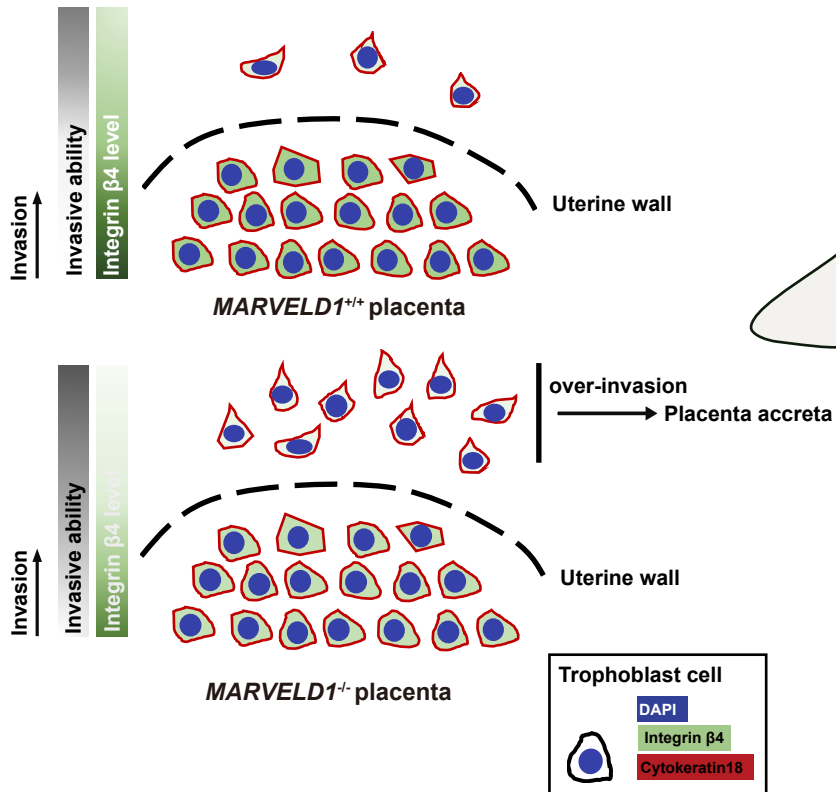 Invasion
Invasive ability
Integrin β4 level
Uterine wall
MARVELD1+/+ placenta
Invasion
Invasive ability
Integrin β4 level
over-invasion
Placenta accreta
Uterine wall
MARVELD1-/- placenta
Trophoblast cell
DAPI
Integrin β4
Cytokeratin18